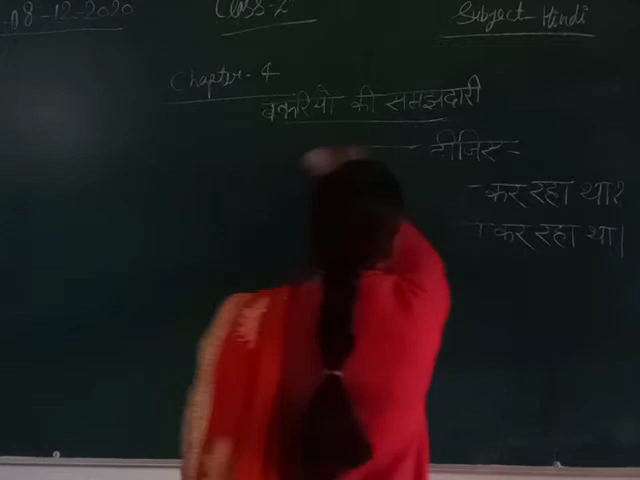 08-12-2020
Class-2
Subject-Hindi
Chapter-4
बकरियों की समझदारी
दीजिए-
कर रहा था?
कर रहा था।